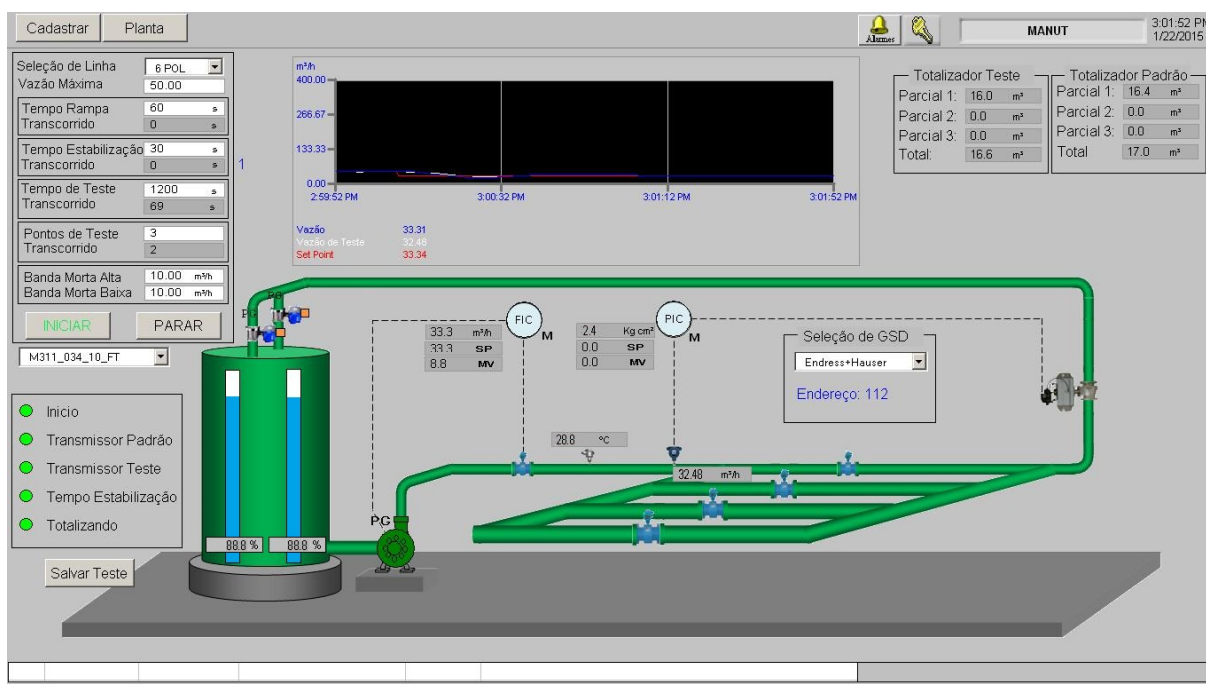 Cadastrar
Planta
Alarmes
MANUT
3:01:52 PM
1/22/2015
Seleção de Linha 6 POL
Vazão Máxima 50.00
Tempo Rampa 60 s
Transcorrido 0 s
Tempo Estabilização 30 s
Transcorrido 0 s
1
Tempo de Teste 1200 s
Transcorrido 69 s
Pontos de Teste 3
Transcorrido 2
Banda Morta Alta 10.00 m³/h
Banda Morta Baixa 10.00 m³/h
INICIAR
PARAR
M311_034_10_FT
m³/h
400.00
266.67
133.33
0.00
2:59:52 PM 3:00:32 PM 3:01:12 PM 3:01:52 PM
Vazão 33.31
Vazão de Teste 32.48
Set Point 33.34
Totalizador Teste
Parcial 1: 16.0 m³
Parcial 2: 0.0 m³
Parcial 3: 0.0 m³
Total: 16.6 m³
Totalizador Padrão
Parcial 1: 16.4 m³
Parcial 2: 0.0 m³
Parcial 3: 0.0 m³
Total 17.0 m³
PG
PG
33.3 m³/h
33.3 SP
8.8 MV
FIC
M
2.4 Kg cm²
0.0 SP
0.0 MV
PIC
M
Seleção de GSD
Endress+Hauser
Endereço: 112
28.8 ºC
32.48 m³/h
PG
88.8 %
88.8 %
Inicio
Transmissor Padrão
Transmissor Teste
Tempo Estabilização
Totalizando
Salvar Teste